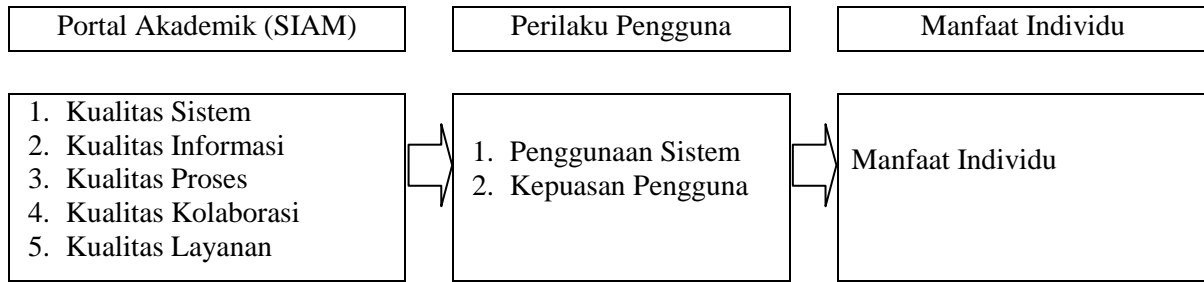 Portal Akademik (SIAM)
Perilaku Pengguna
Manfaat Individu
1. Kualitas Sistem
2. Kualitas Informasi
3. Kualitas Proses
4. Kualitas Kolaborasi
5. Kualitas Layanan
1. Penggunaan Sistem
2. Kepuasan Pengguna
Manfaat Individu